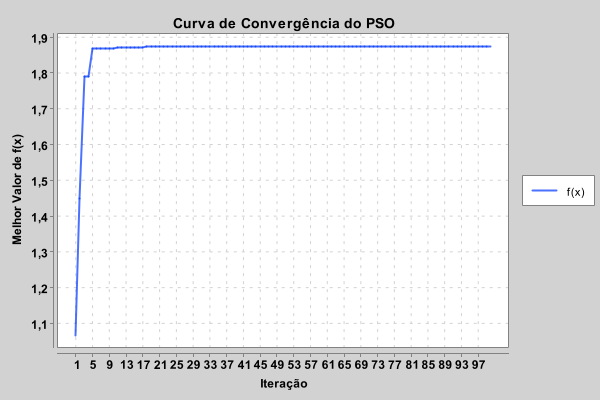 Curva de Convergência do PSO
Melhor Valor de f(x)
1,9
1,8
1,7
1,6
1,5
1,4
1,3
1,2
1,1
f(x)
1 5 9 13 17 21 25 29 33 37 41 45 49 53 57 61 65 69 73 77 81 85 89 93 97
Iteração